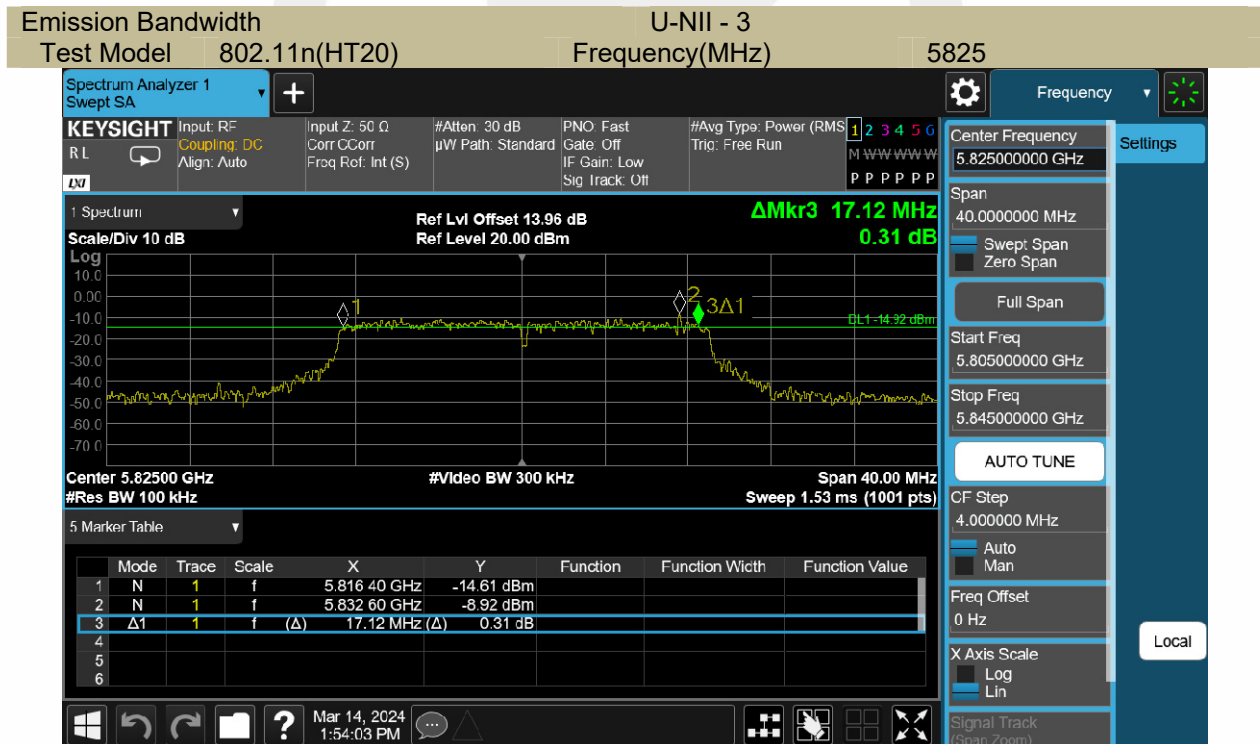 Emission Bandwidth U-NII - 3
Test Model 802.11n(HT20) Frequency(MHz) 5825
Spectrum Analyzer 1
Swept SA
+
Frequency
KEYSIGHT Input: RF Input Z: 50 Ω #Atten: 30 dB PNO: Fast #Avg Type: Power (RMS 1 2 3 4 5 6
RL Coupling: DC Corr CCorr µW Path: Standard Gate: Off Trig: Free Run M W W W W W
Align: Auto Freq Ref: Int (S) IF Gain: Low P P P P P P
LXI Sig Track: Off
Center Frequency
5.825000000 GHz
Settings
Span
40.0000000 MHz
Swept Span
Zero Span
Full Span
Start Freq
5.805000000 GHz
Stop Freq
5.845000000 GHz
AUTO TUNE
CF Step
4.000000 MHz
Auto
Man
Freq Offset
0 Hz
X Axis Scale
Log
Lin
Signal Track
(Span Zoom)
Local
1 Spectrum
Ref Lvl Offset 13.96 dB ΔMkr3 17.12 MHz
Scale/Div 10 dB Ref Level 20.00 dBm 0.31 dB
Log
10.0
0.00
-10.0
-20.0
-30.0
-40.0
-50.0
-60.0
-70.0
1
2
3Δ1
DL1 -14.92 dBm
Center 5.82500 GHz #Video BW 300 kHz Span 40.00 MHz
#Res BW 100 kHz Sweep 1.53 ms (1001 pts)
5 Marker Table
Mode Trace Scale X Y Function Function Width Function Value
1 N 1 f 5.816 40 GHz -14.61 dBm
2 N 1 f 5.832 60 GHz -8.92 dBm
3 Δ1 1 f (Δ) 17.12 MHz (Δ) 0.31 dB
4
5
6
?
Mar 14, 2024
1:54:03 PM